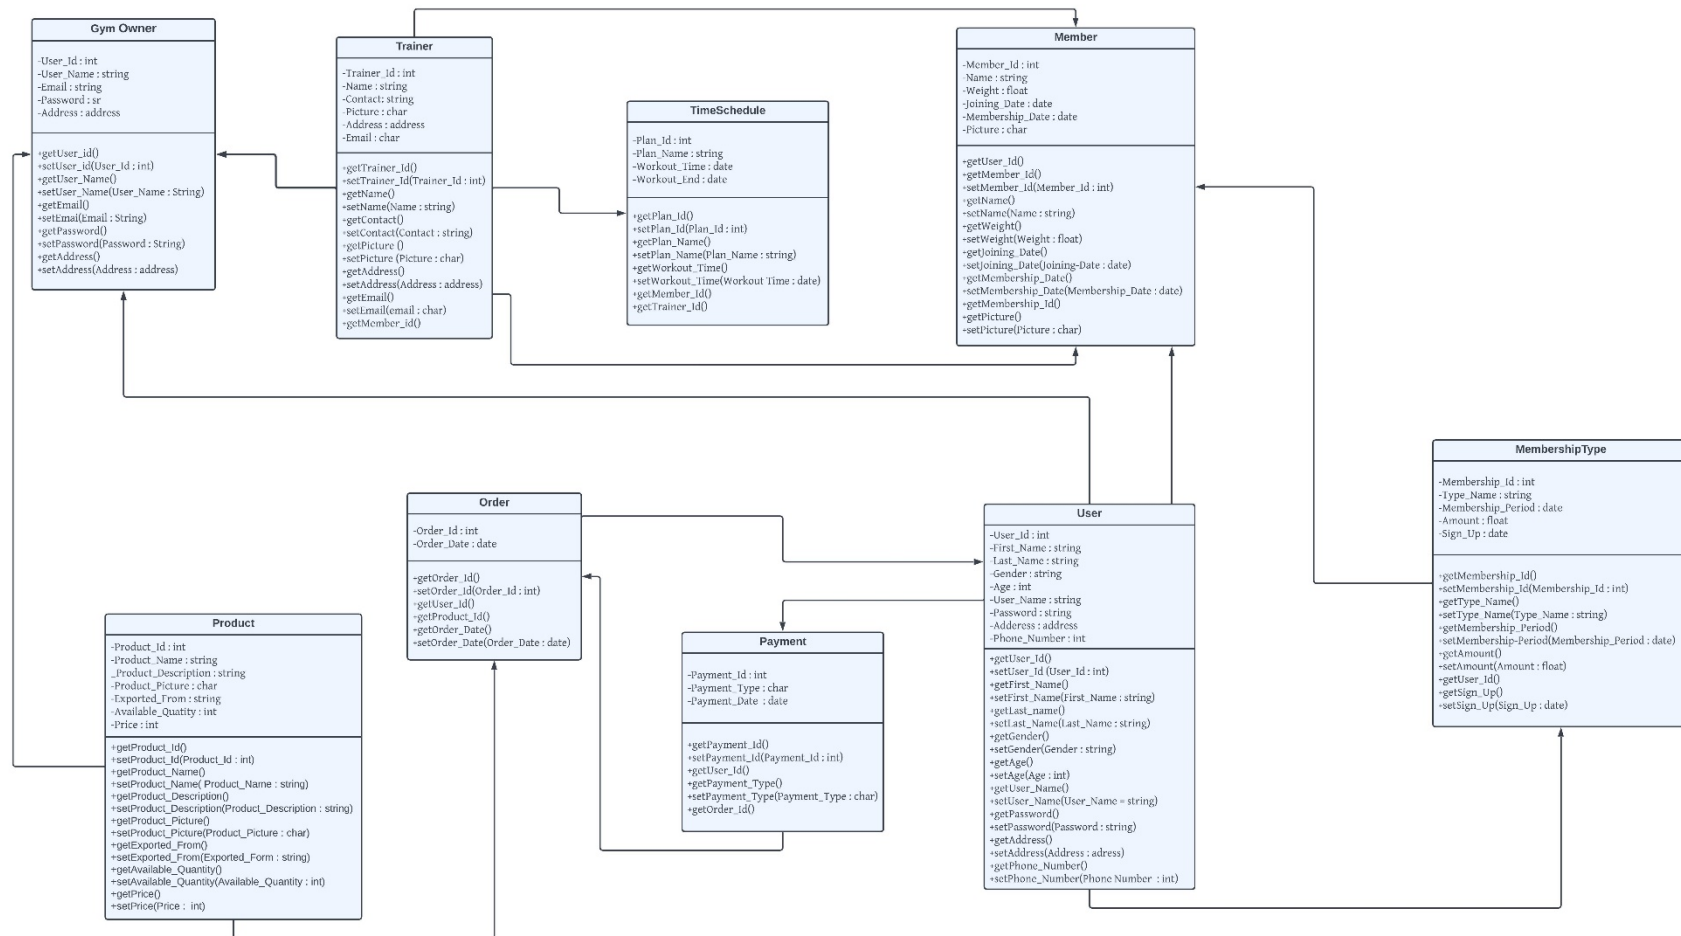 Gym Owner
-User_Id : int
-User_Name : string
-Email : string
-Password : sr
-Address : address
+getUser_id()
+setUser_id(User_Id : int)
+getUser_Name()
+setUser_Name(User_Name : String)
+getEmail()
+setEmai(Email : String)
+getPassword()
+setPassword(Password : String)
+getAddress()
+setAddress(Address : address)
Trainer
-Trainer_Id : int
-Name : string
-Contact: string
-Picture : char
-Address : address
-Email : char
+getTrainer_Id()
+setTrainer_Id(Trainer_Id : int)
+getName()
+setName(Name : string)
+getContact()
+setContact(Contact : string)
+getPicture ()
+setPicture (Picture : char)
+getAddress()
+setAddress(Address : address)
+getEmail()
+setEmail(email : char)
+getMember_id()
TimeSchedule
-Plan_Id : int
-Plan_Name : string
-Workout_Time : date
-Workout_End : date
+getPlan_Id()
+setPlan_Id(Plan_Id : int)
+getPlan_Name()
+setPlan_Name(Plan_Name : string)
+getWorkout_Time()
+setWorkout_Time(Workout Time : date)
+getMember_Id()
+getTrainer_Id()
Member
-Member_Id : int
-Name : string
-Weight : float
-Joining_Date : date
-Membership_Date : date
-Picture : char
+getUser_Id()
+getMember_Id()
+setMember_Id(Member_Id : int)
+getName()
+setName(Name : string)
+getWeight()
+setWeight(Weight : float)
+getJoining_Date()
+setJoining_Date(Joining-Date : date)
+getMembership_Date()
+setMembership_Date(Membership_Date : date)
+getMembership_Id()
+getPicture()
+setPicture(Picture : char)
MembershipType
-Membership_Id : int
-Type_Name : string
-Membership_Period : date
-Amount : float
-Sign_Up : date
+getMembership_Id()
+setMembership_Id(Membership_Id : int)
+getType_Name()
+setType_Name(Type_Name : string)
+getMembership_Period()
+setMembership-Period(Membership_Period : date)
+getAmount()
+setAmount(Amount : float)
+getUser_Id()
+getSign_Up()
+setSign_Up(Sign_Up : date)
Order
-Order_Id : int
-Order_Date : date
+getOrder_Id()
-setOrder_Id(Order_Id : int)
+getUser_Id()
+getProduct_Id()
+getOrder_Date()
+setOrder_Date(Order_Date : date)
User
-User_Id : int
-First_Name : string
-Last_Name : string
-Gender : string
-Age : int
-User_Name : string
-Password : string
-Adderess : address
-Phone_Number : int
+getUser_Id()
+setUser_Id (User_Id : int)
+getFirst_Name()
+setFirst_Name(First_Name : string)
+getLast_name()
+setLast_Name(Last_Name : string)
+getGender()
+setGender(Gender : string)
+getAge()
+setAge(Age : int)
+getUser_Name()
+setUser_Name(User_Name = string)
+getPassword()
+setPassword(Password : string)
+getAddress()
+setAddress(Address : adress)
+getPhone_Number()
+setPhone_Number(Phone Number : int)
Payment
-Payment_Id : int
-Payment_Type : char
-Payment_Date : date
+getPayment_Id()
+setPayment_Id(Payment_Id : int)
+getUser_Id()
+getPayment_Type()
+setPayment_Type(Payment_Type : char)
+getOrder_Id()
Product
-Product_Id : int
-Product_Name : string
_Product_Description : string
-Product_Picture : char
-Exported_From : string
-Available_Quatity : int
-Price : int
+getProduct_Id()
+setProduct_Id(Product_Id : int)
+getProduct_Name()
+setProduct_Name( Product_Name : string)
+getProduct_Description()
+setProduct_Description(Product_Description : string)
+getProduct_Picture()
+setProduct_Picture(Product_Picture : char)
+getExported_From()
+setExported_From(Exported_Form : string)
+getAvailable_Quantity()
+setAvailable_Quantity(Available_Quantity : int)
+getPrice()
+setPrice(Price : int)